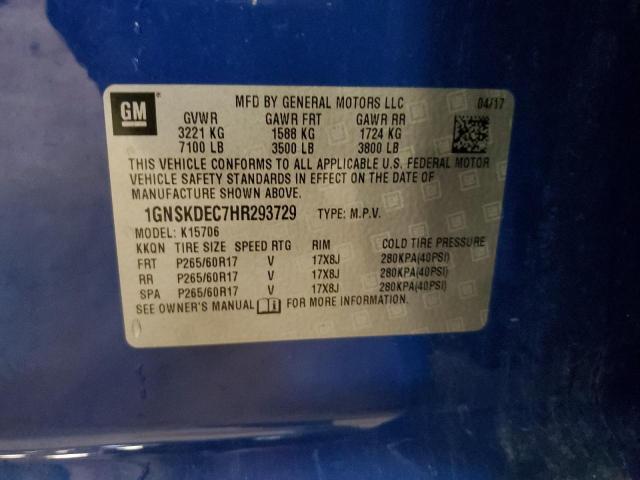 GM
MFD BY GENERAL MOTORS LLC 04/17
GVWR GAWR FRT GAWR RR
3221 KG 1588 KG 1724 KG
7100 LB 3500 LB 3800 LB
THIS VEHICLE CONFORMS TO ALL APPLICABLE U.S. FEDERAL MOTOR
VEHICLE SAFETY STANDARDS IN EFFECT ON THE DATE OF
MANUFACTURE SHOWN ABOVE.
1GNSKDEC7HR293729 TYPE: M.P.V.
MODEL: K15706
KKQN TIRE SIZE SPEED RTG RIM COLD TIRE PRESSURE
FRT P265/60R17 V 17X8J 280KPA(40PSI)
RR P265/60R17 V 17X8J 280KPA(40PSI)
SPA P265/60R17 V 17X8J 280KPA(40PSI)
SEE OWNER'S MANUAL FOR MORE INFORMATION.